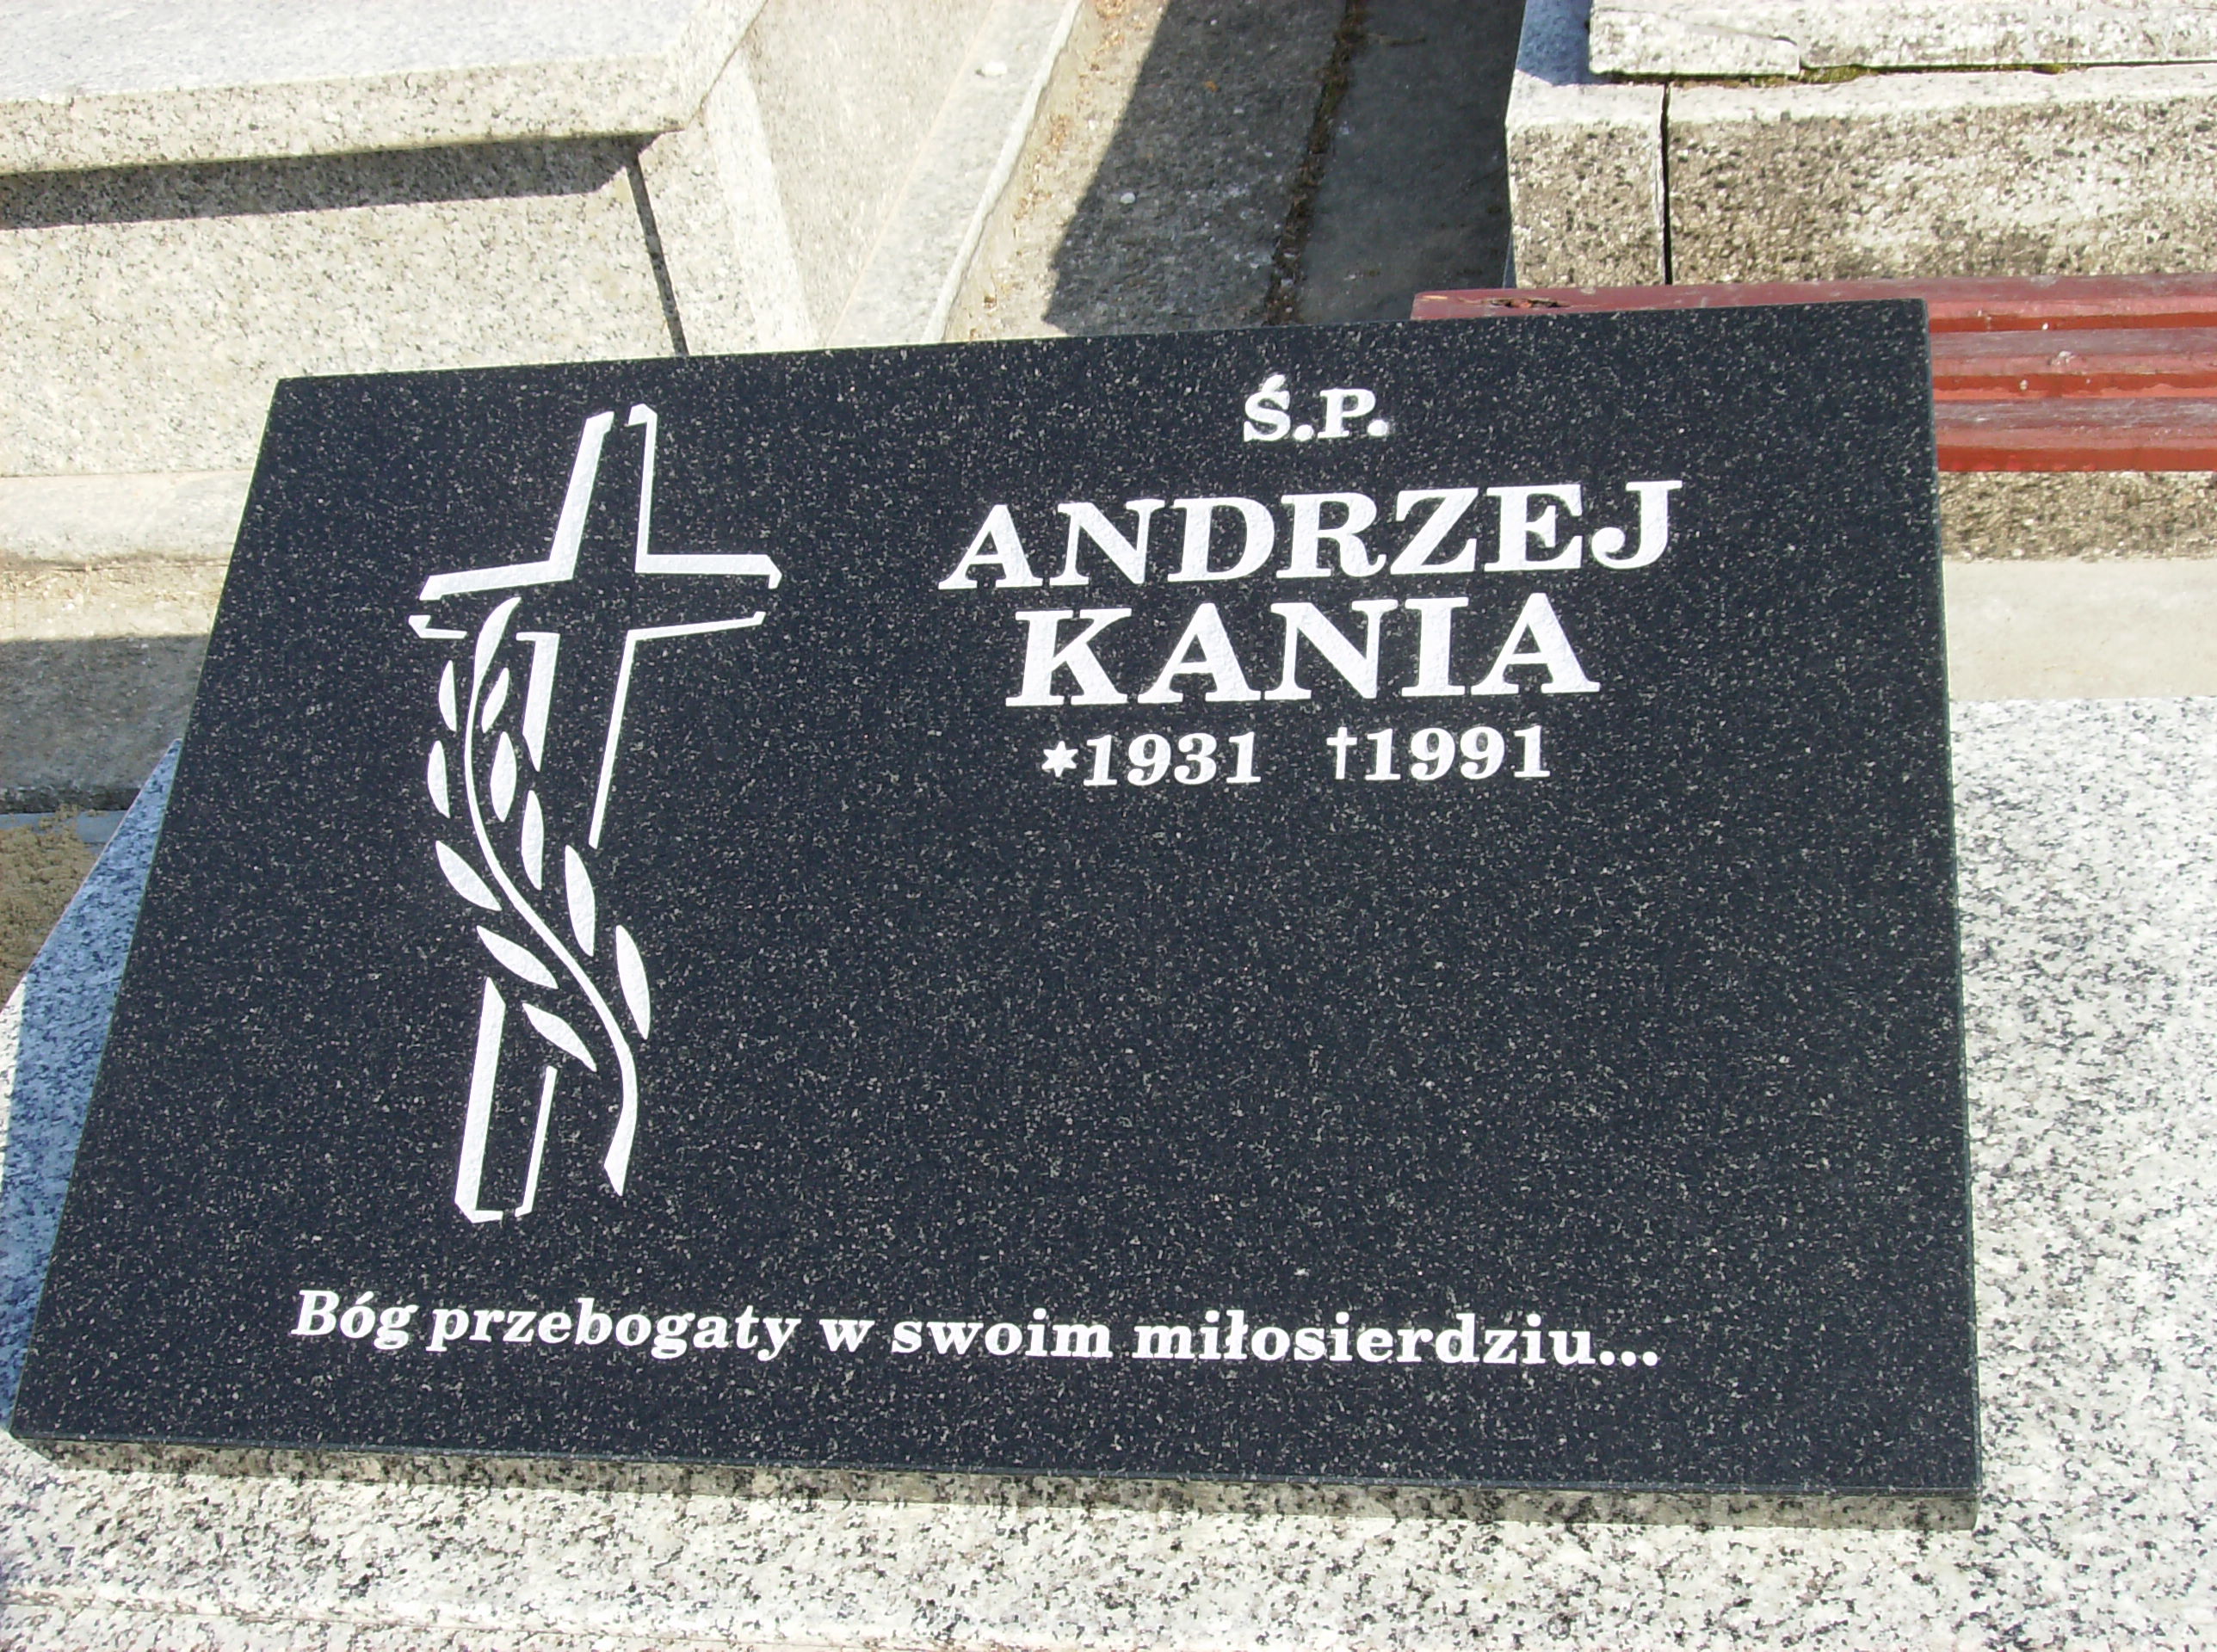 Ś.P.
ANDRZEJ
KANIA
*1931 †1991
Bóg przebogaty w swoim miłosierdziu...